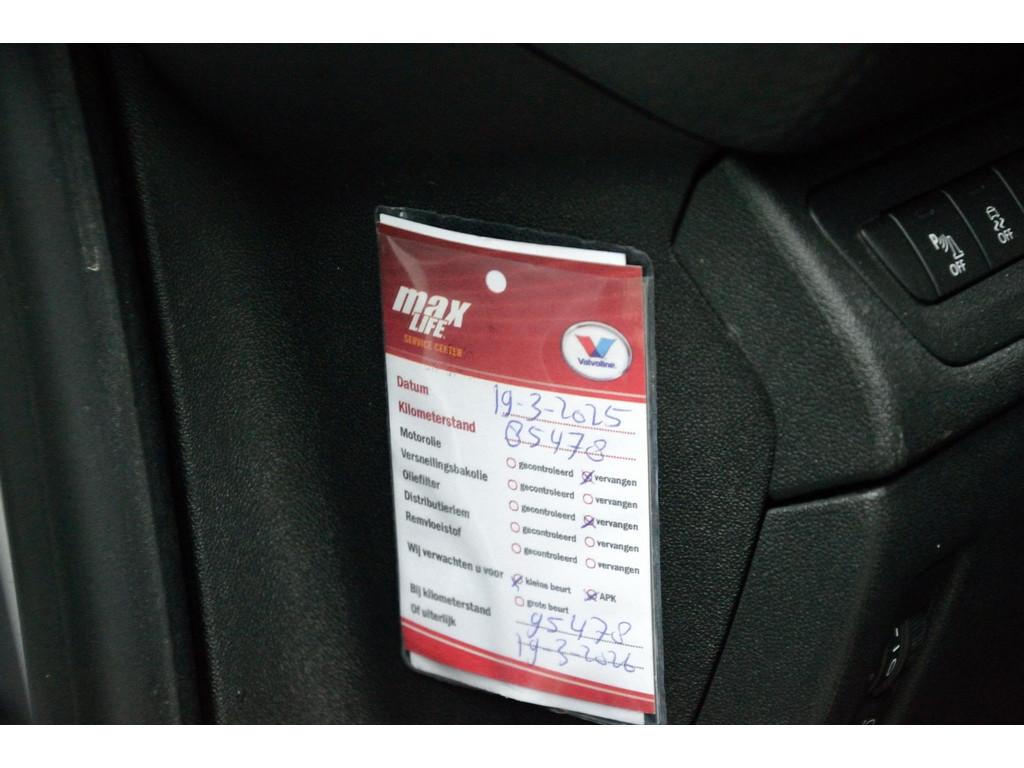 max
LIFE
SERVICE CENTER
Valvoline
Datum 19-3-2025
Kilometerstand 85478
Motorolie gecontroleerd vervangen
Versnellingsbakolie gecontroleerd vervangen
Oliefilter gecontroleerd vervangen
Distributieriem gecontroleerd vervangen
Remvloeistof gecontroleerd vervangen
Wij verwachten u voor kleine beurt APK
grote beurt
Bij kilometerstand 95478
Of uiterlijk 19-3-2026
P OFF
OFF